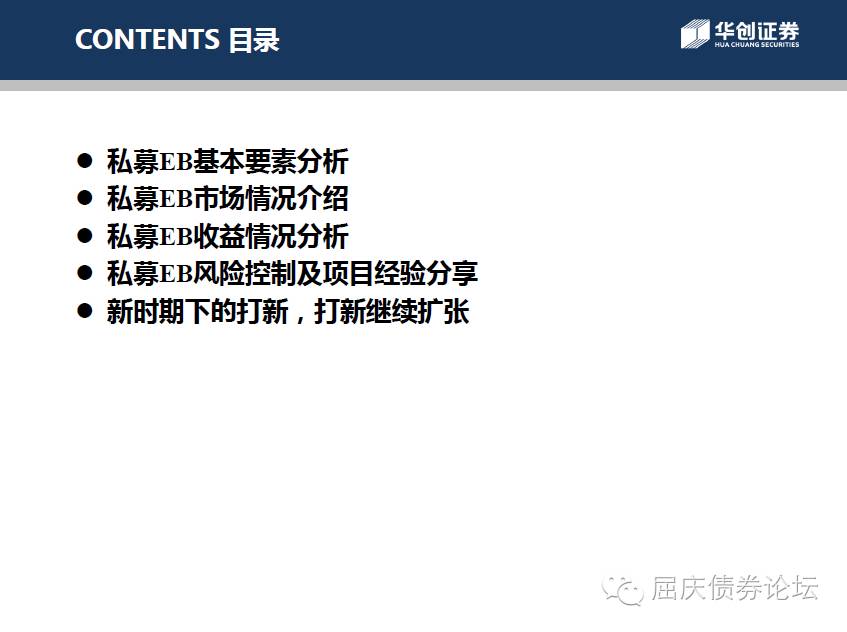 CONTENTS 目录
华创证券
HUA CHUANG SECURITIES
● 私募EB基本要素分析
● 私募EB市场情况介绍
● 私募EB收益情况分析
● 私募EB风险控制及项目经验分享
● 新时期下的打新，打新继续扩张
屈庆债券论坛